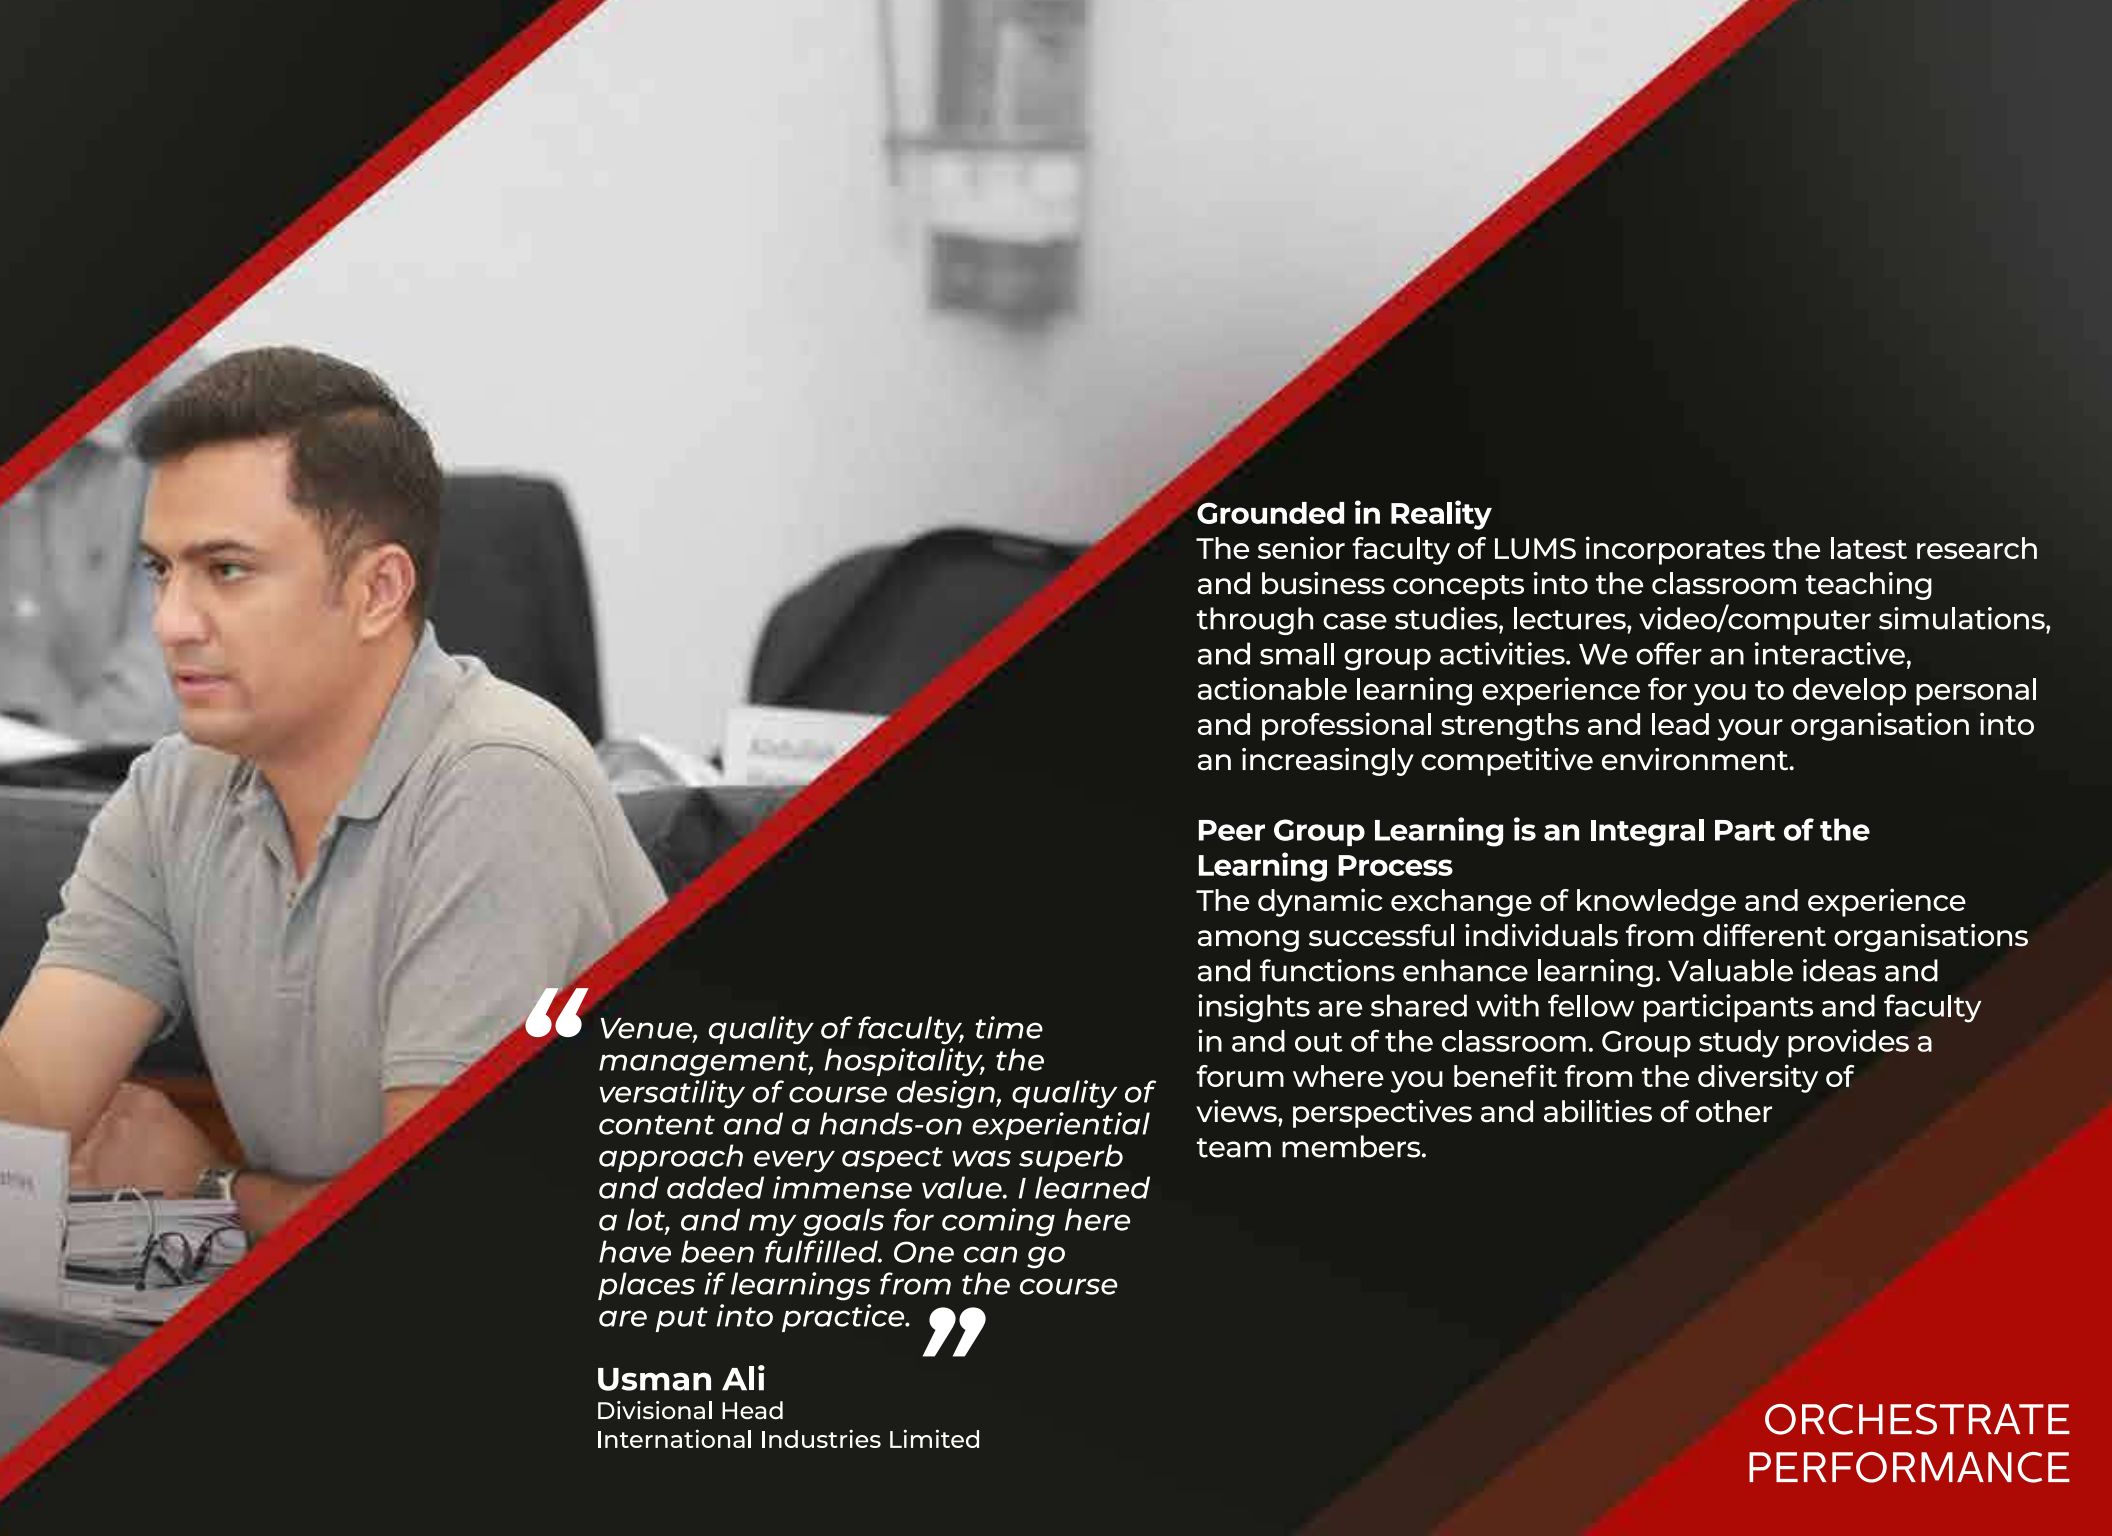 Grounded in Reality
The senior faculty of LUMS incorporates the latest research
and business concepts into the classroom teaching
through case studies, lectures, video/computer simulations,
and small group activities. We offer an interactive,
actionable learning experience for you to develop personal
and professional strengths and lead your organisation into
an increasingly competitive environment.
Peer Group Learning is an Integral Part of the
Learning Process
The dynamic exchange of knowledge and experience
among successful individuals from different organisations
and functions enhance learning. Valuable ideas and
insights are shared with fellow participants and faculty
in and out of the classroom. Group study provides a
forum where you benefit from the diversity of
views, perspectives and abilities of other
team members.
“ Venue, quality of faculty, time
management, hospitality, the
versatility of course design, quality of
content and a hands-on experiential
approach every aspect was superb
and added immense value. I learned
a lot, and my goals for coming here
have been fulfilled. One can go
places if learnings from the course
are put into practice. ”
Usman Ali
Divisional Head
International Industries Limited
ORCHESTRATE
PERFORMANCE